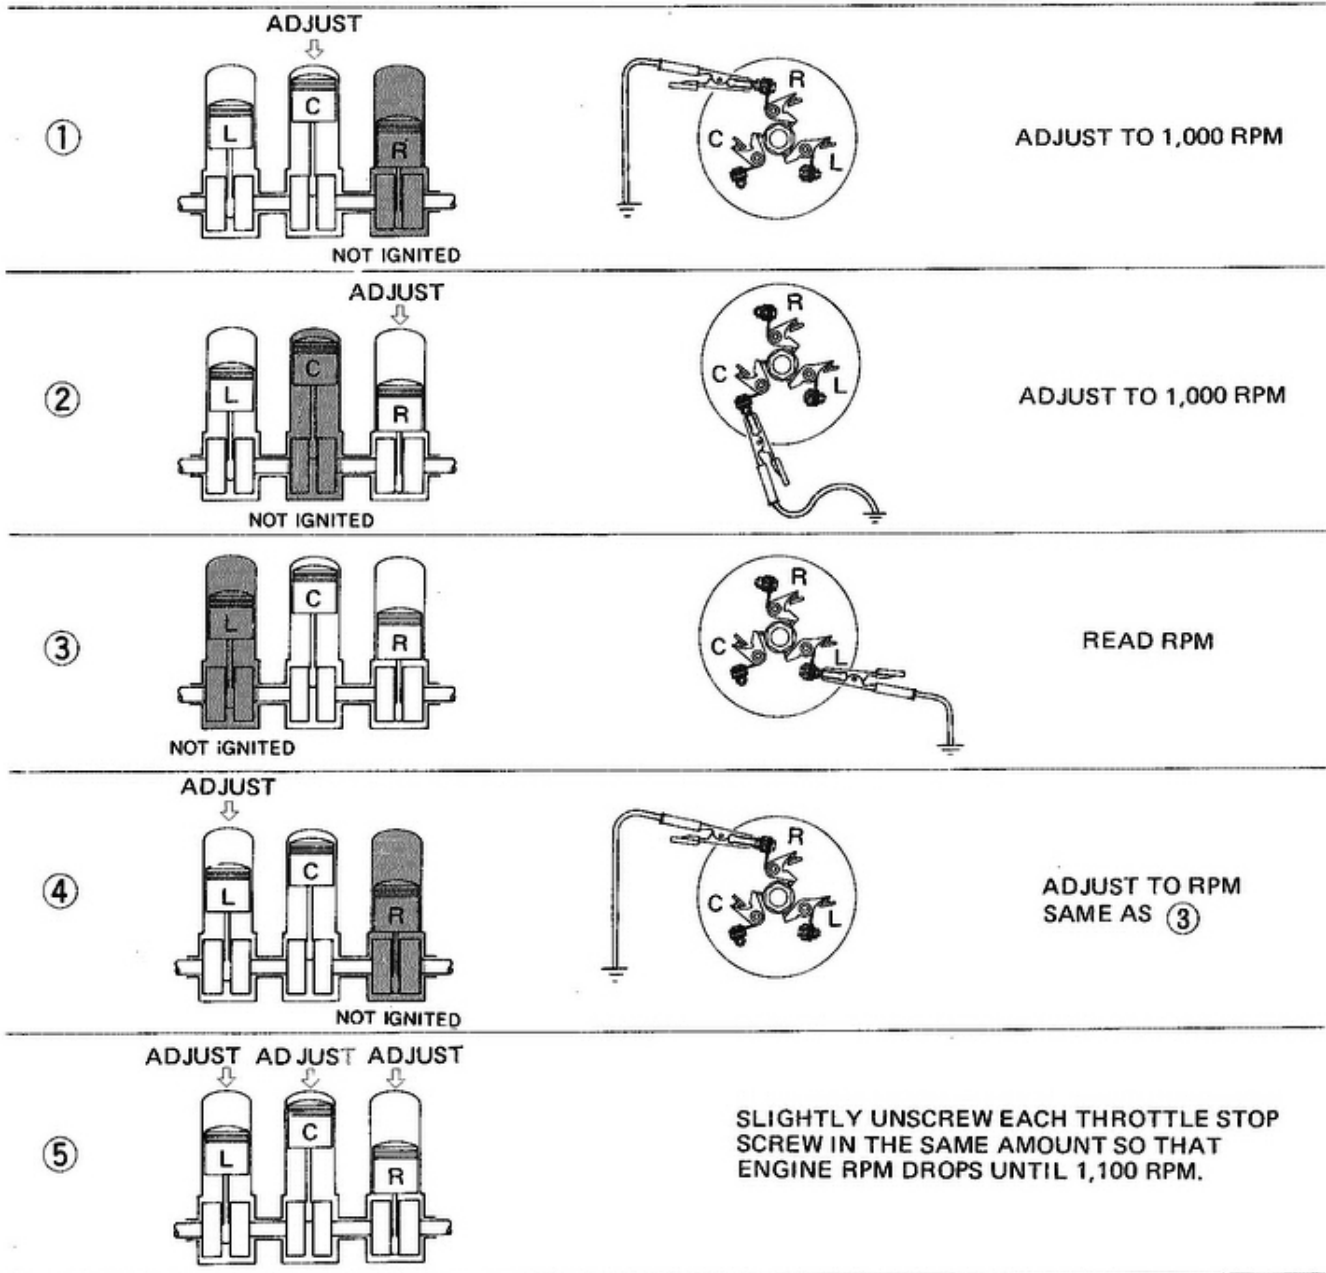 ADJUST
①
L
C
R
NOT IGNITED
R
C
L
ADJUST TO 1,000 RPM
ADJUST
②
L
C
R
NOT IGNITED
R
C
L
ADJUST TO 1,000 RPM
③
L
C
R
NOT IGNITED
R
C
L
READ RPM
ADJUST
④
L
C
R
NOT IGNITED
R
C
L
ADJUST TO RPM
SAME AS ③
ADJUST ADJUST ADJUST
⑤
L
C
R
SLIGHTLY UNSCREW EACH THROTTLE STOP
SCREW IN THE SAME AMOUNT SO THAT
ENGINE RPM DROPS UNTIL 1,100 RPM.